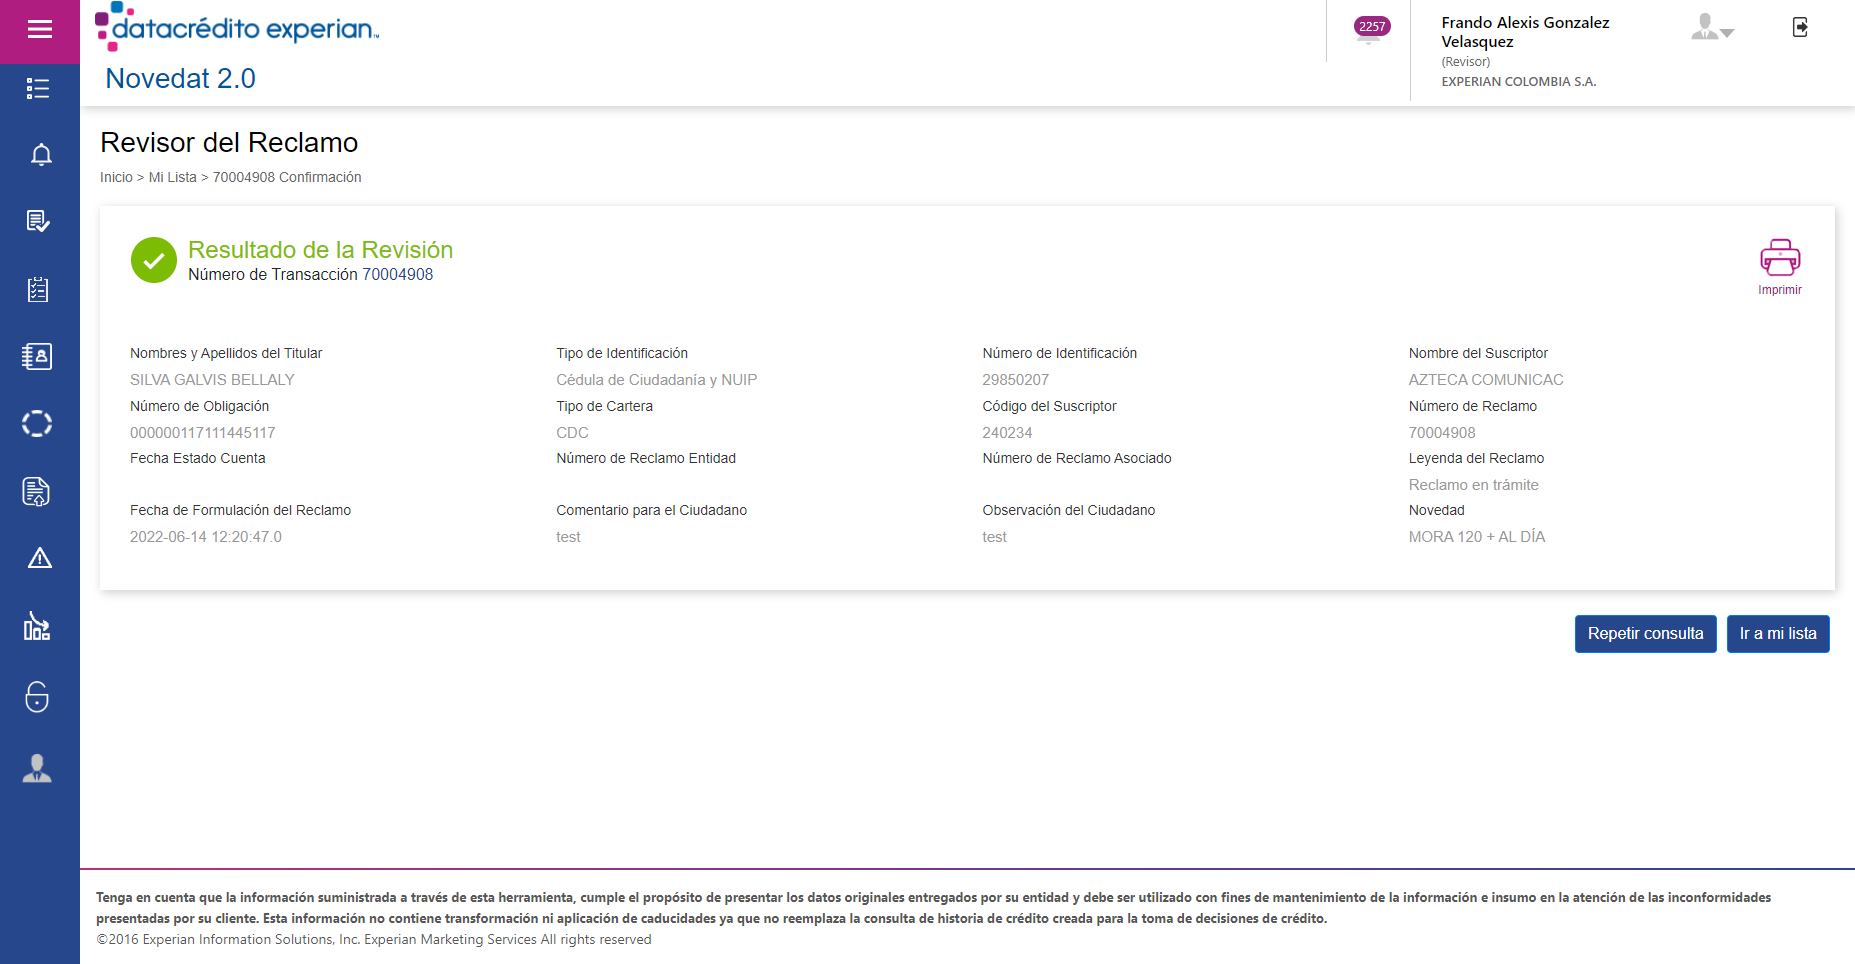 datacrédito experian™
Novedat 2.0
2257
Frando Alexis Gonzalez
Velasquez
(Revisor)
EXPERIAN COLOMBIA S.A.
Revisor del Reclamo
Inicio > Mi Lista > 70004908 Confirmación
Resultado de la Revisión
Número de Transacción 70004908
Imprimir
Nombres y Apellidos del Titular
Tipo de Identificación
Número de Identificación
Nombre del Suscriptor
SILVA GALVIS BELLALY
Cédula de Ciudadanía y NUIP
29850207
AZTECA COMUNICAC
Número de Obligación
Tipo de Cartera
Código del Suscriptor
Número de Reclamo
000000117111445117
CDC
240234
70004908
Fecha Estado Cuenta
Número de Reclamo Entidad
Número de Reclamo Asociado
Leyenda del Reclamo
Reclamo en trámite
Fecha de Formulación del Reclamo
Comentario para el Ciudadano
Observación del Ciudadano
Novedad
2022-06-14 12:20:47.0
test
test
MORA 120 + AL DÍA
Repetir consulta
Ir a mi lista
Tenga en cuenta que la información suministrada a través de esta herramienta, cumple el propósito de presentar los datos originales entregados por su entidad y debe ser utilizado con fines de mantenimiento de la información e insumo en la atención de las inconformidades
presentadas por su cliente. Esta información no contiene transformación ni aplicación de caducidades ya que no reemplaza la consulta de historia de crédito creada para la toma de decisiones de crédito.
©2016 Experian Information Solutions, Inc. Experian Marketing Services All rights reserved